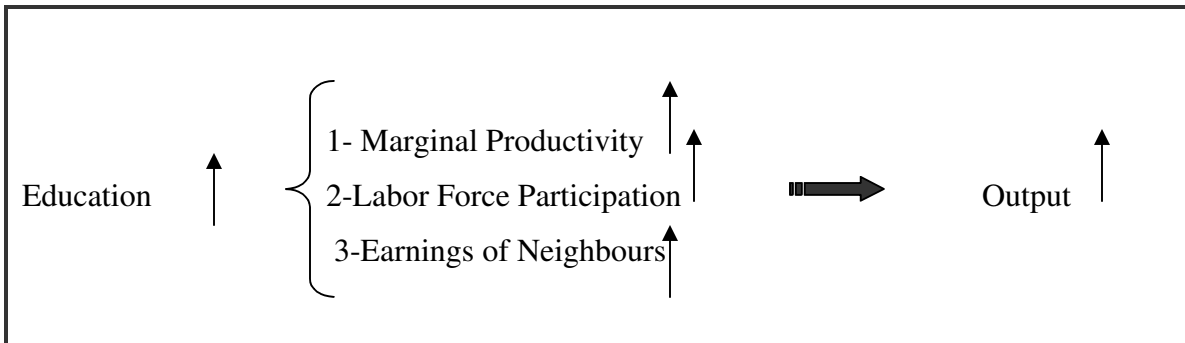 1- Marginal Productivity
Education
2-Labor Force Participation
Output
3-Earnings of Neighbours